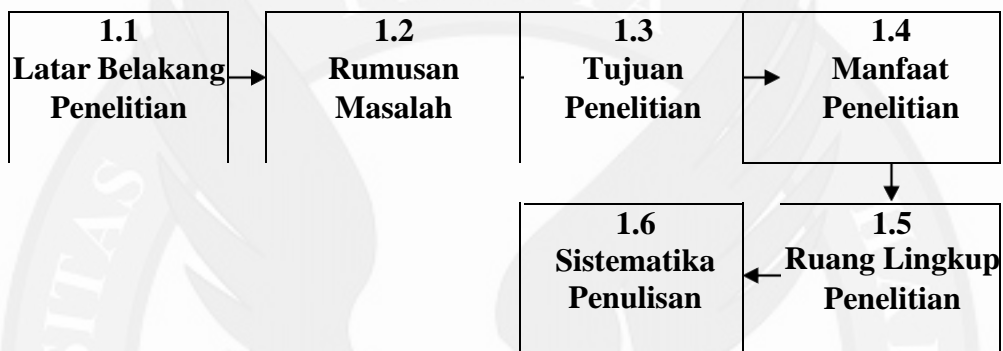 1.1
Latar Belakang
Penelitian
1.2
Rumusan
Masalah
1.3
Tujuan
Penelitian
1.4
Manfaat
Penelitian
1.5
Ruang Lingkup
Penelitian
1.6
Sistematika
Penulisan
ITAS